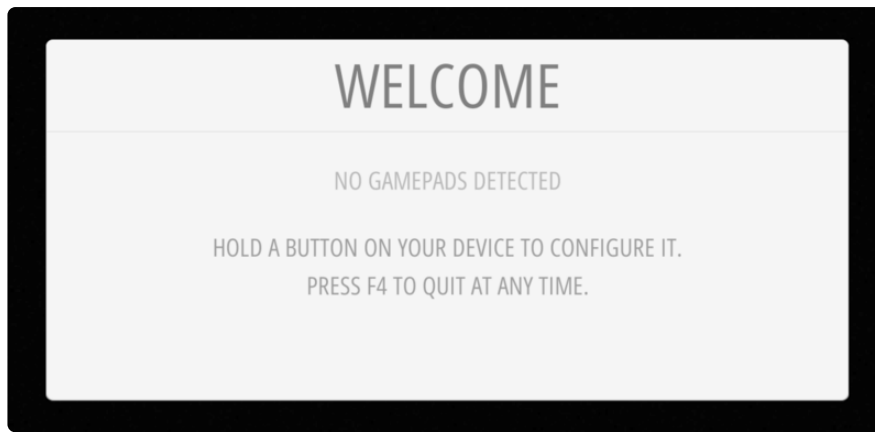 WELCOME
NO GAMEPADS DETECTED
HOLD A BUTTON ON YOUR DEVICE TO CONFIGURE IT.
PRESS F4 TO QUIT AT ANY TIME.